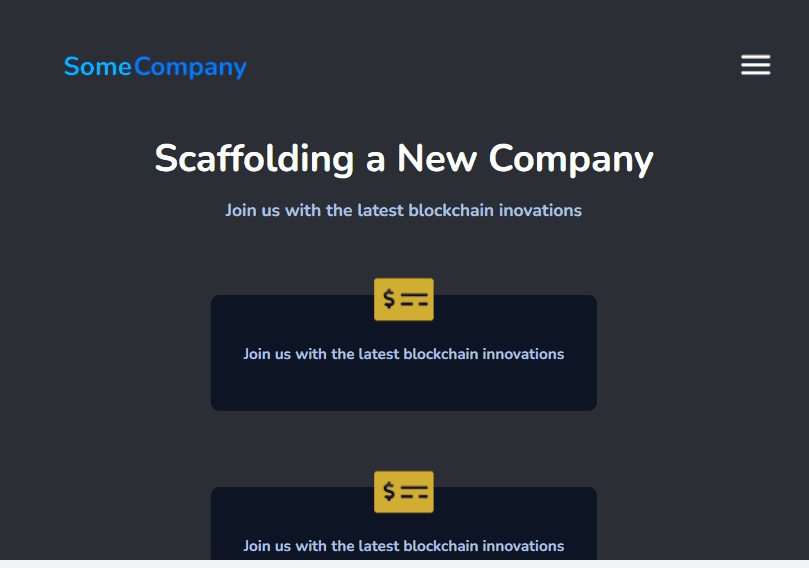 SomeCompany
Scaffolding a New Company
Join us with the latest blockchain inovations
$
Join us with the latest blockchain innovations
$
Join us with the latest blockchain innovations